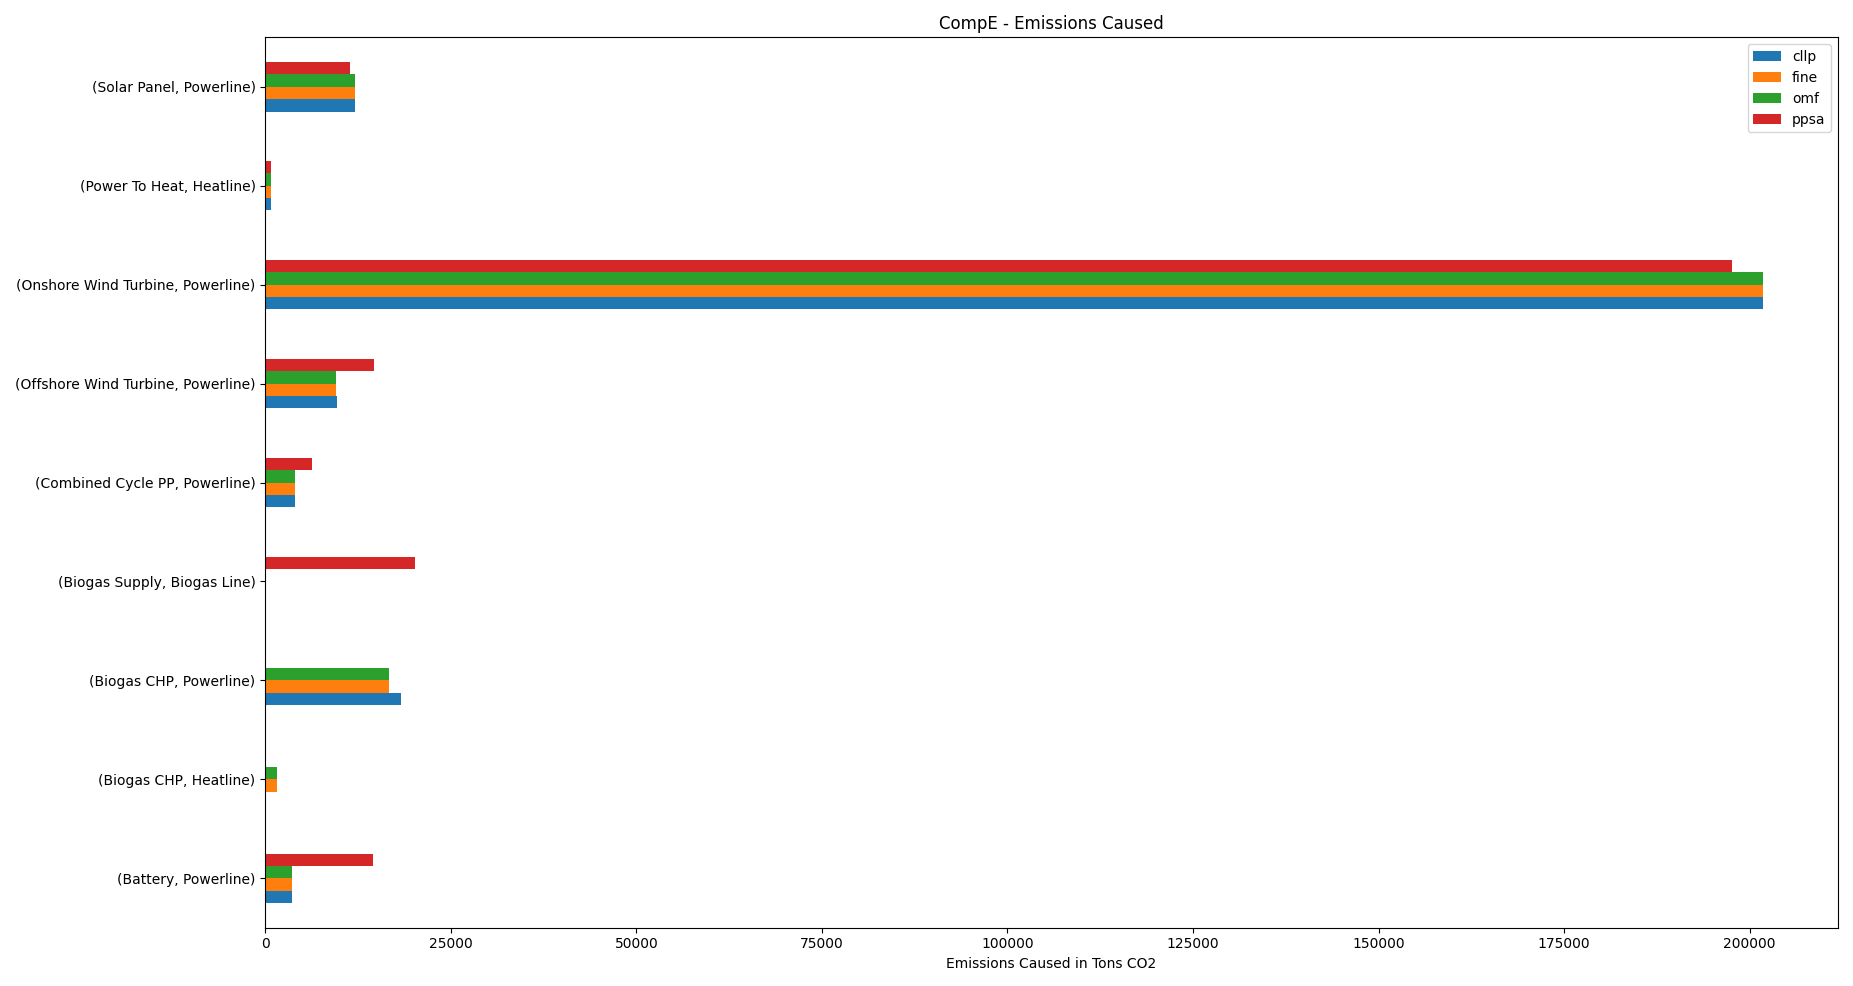 CompE - Emissions Caused
cllp
fine
omf
ppsa
(Solar Panel, Powerline)
(Power To Heat, Heatline)
(Onshore Wind Turbine, Powerline)
(Offshore Wind Turbine, Powerline)
(Combined Cycle PP, Powerline)
(Biogas Supply, Biogas Line)
(Biogas CHP, Powerline)
(Biogas CHP, Heatline)
(Battery, Powerline)
0 25000 50000 75000 100000 125000 150000 175000 200000
Emissions Caused in Tons CO2